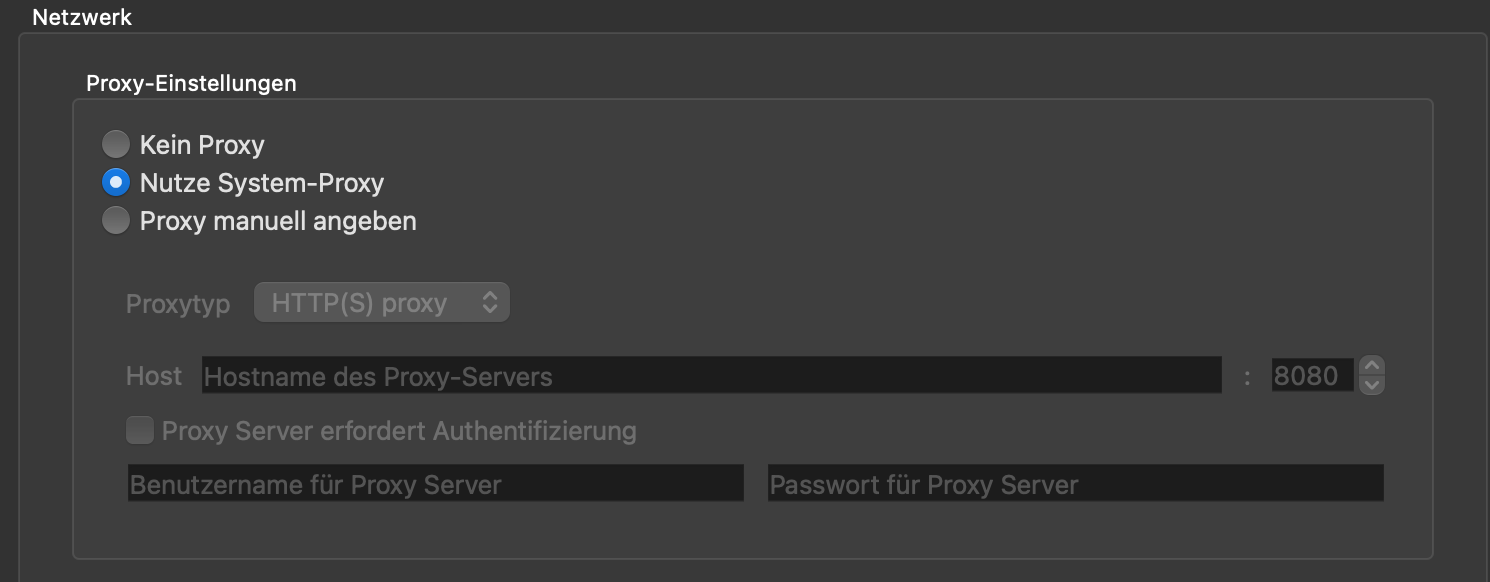 Netzwerk
Proxy-Einstellungen
Kein Proxy
Nutze System-Proxy
Proxy manuell angeben
Proxytyp HTTP(S) proxy
Host Hostname des Proxy-Servers : 8080
Proxy Server erfordert Authentifizierung
Benutzername für Proxy Server Passwort für Proxy Server